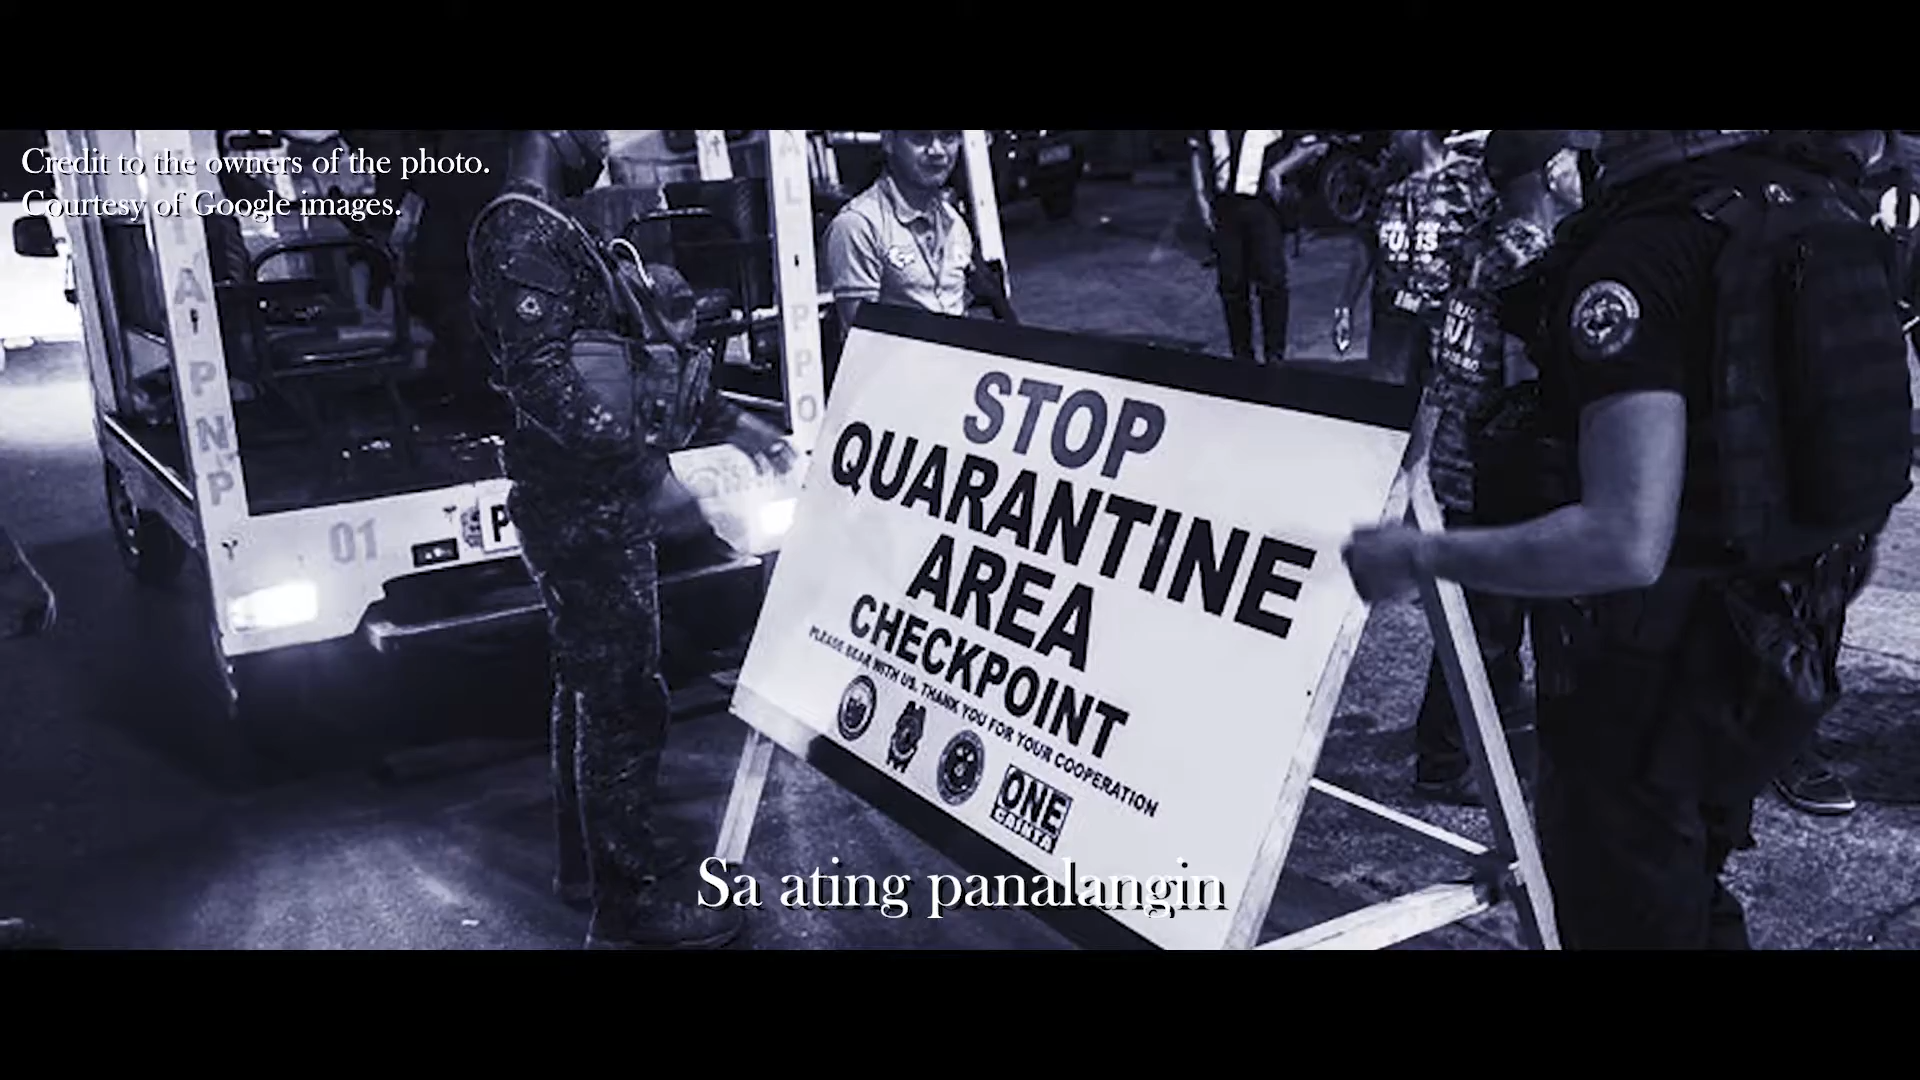 Credit to the owners of the photo.
Courtesy of Google images.
STOP
QUARANTINE
AREA
CHECKPOINT
PLEASE BEAR WITH US. THANK YOU FOR YOUR COOPERATION
ONE
CAINTA
TAPNP
01
P
Sa ating panalangin